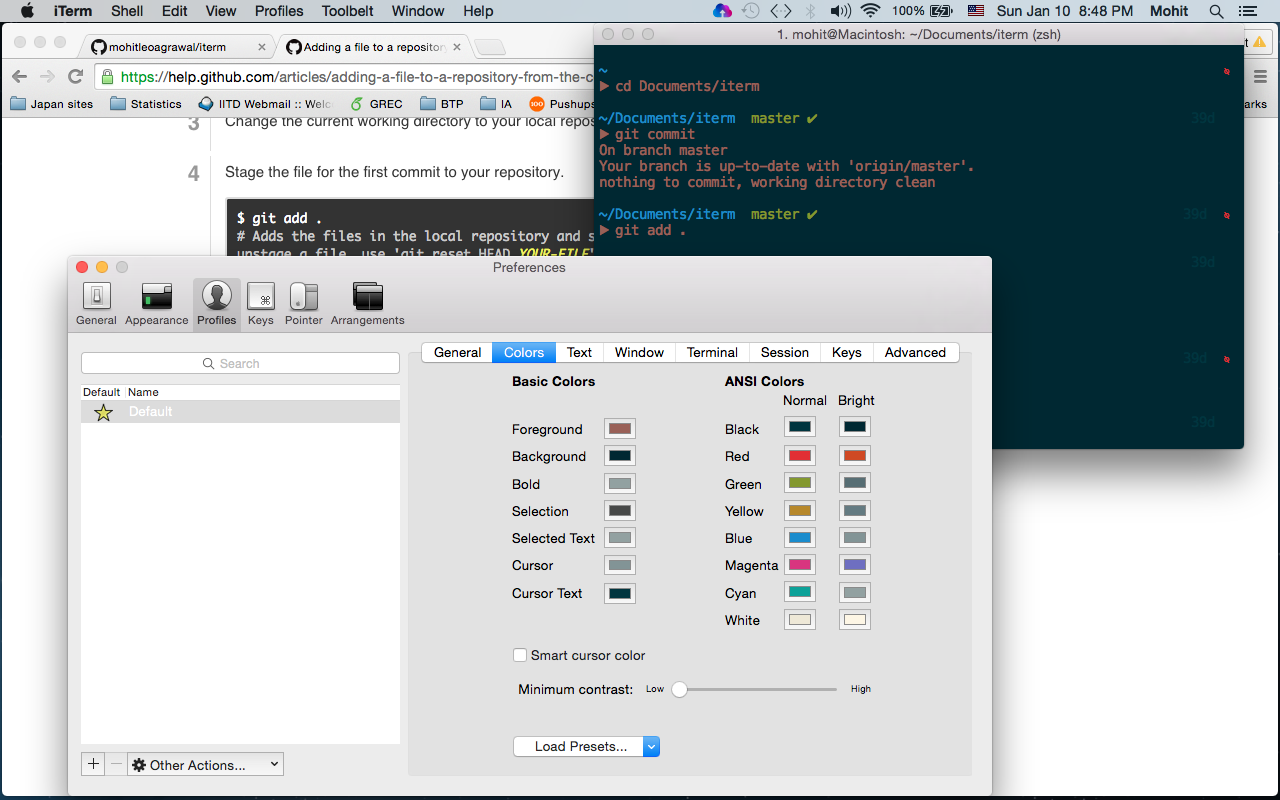 iTerm Shell Edit View Profiles Toolbelt Window Help 100% Sun Jan 10 8:48 PM Mohit
mohitleoagrawal/iterm
Adding a file to a repository
https://help.github.com/articles/adding-a-file-to-a-repository-from-the-c
Japan sites Statistics IITD Webmail :: Welc GREC BTP IA Pushups
3 Change the current working directory to your local repos
4 Stage the file for the first commit to your repository.
$ git add .
# Adds the files in the local repository and s
unstage a file, use 'git reset HEAD YOUR-FILE'
1. mohit@Macintosh: ~/Documents/iterm (zsh)
~
cd Documents/iterm
~/Documents/iterm master ✔ 39d
git commit
On branch master
Your branch is up-to-date with 'origin/master'.
nothing to commit, working directory clean
~/Documents/iterm master ✔ 39d
git add .
39d
39d
39d
arks
Preferences
General Appearance Profiles Keys Pointer Arrangements
Search
Default Name
Default
+ − Other Actions...
General Colors Text Window Terminal Session Keys Advanced
Basic Colors
Foreground
Background
Bold
Selection
Selected Text
Cursor
Cursor Text
ANSI Colors
Normal Bright
Black
Red
Green
Yellow
Blue
Magenta
Cyan
White
Smart cursor color
Minimum contrast: Low High
Load Presets...